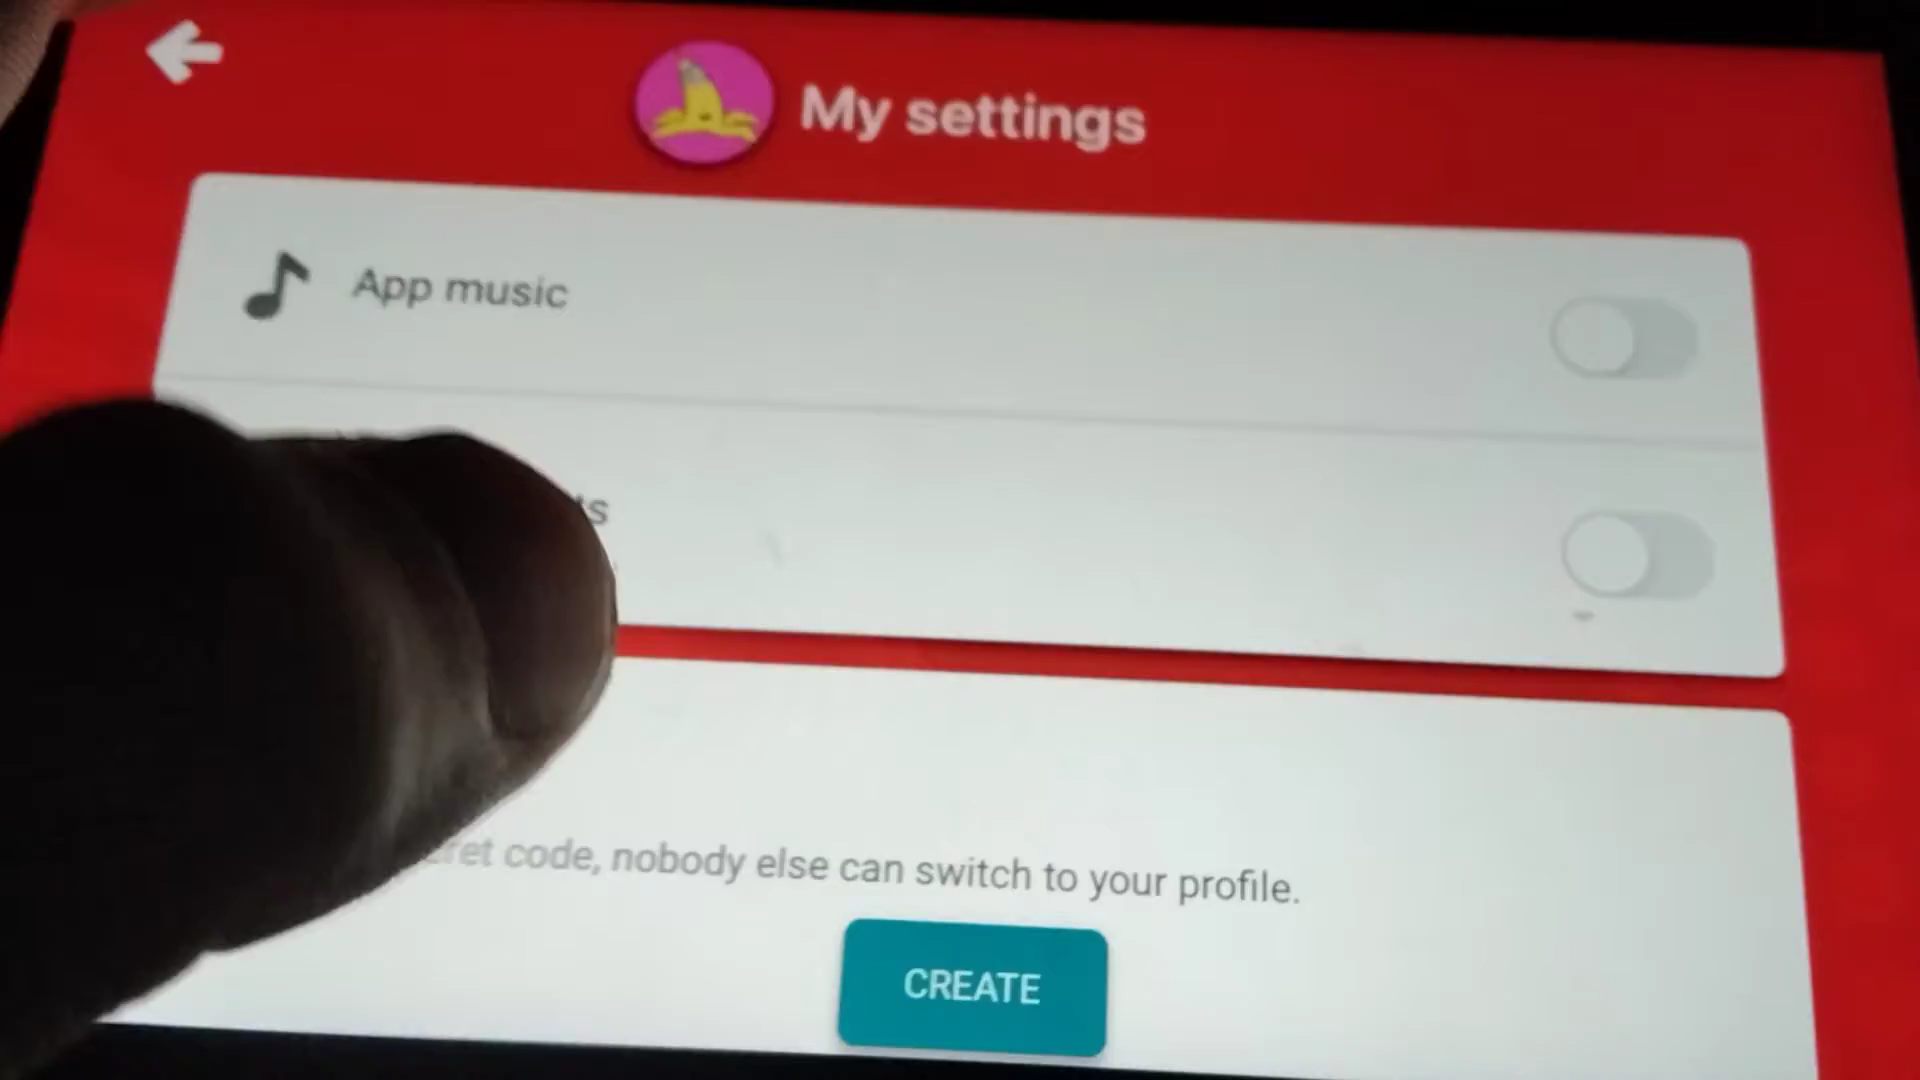 My settings
App music
code, nobody else can switch to your profile.
CREATE